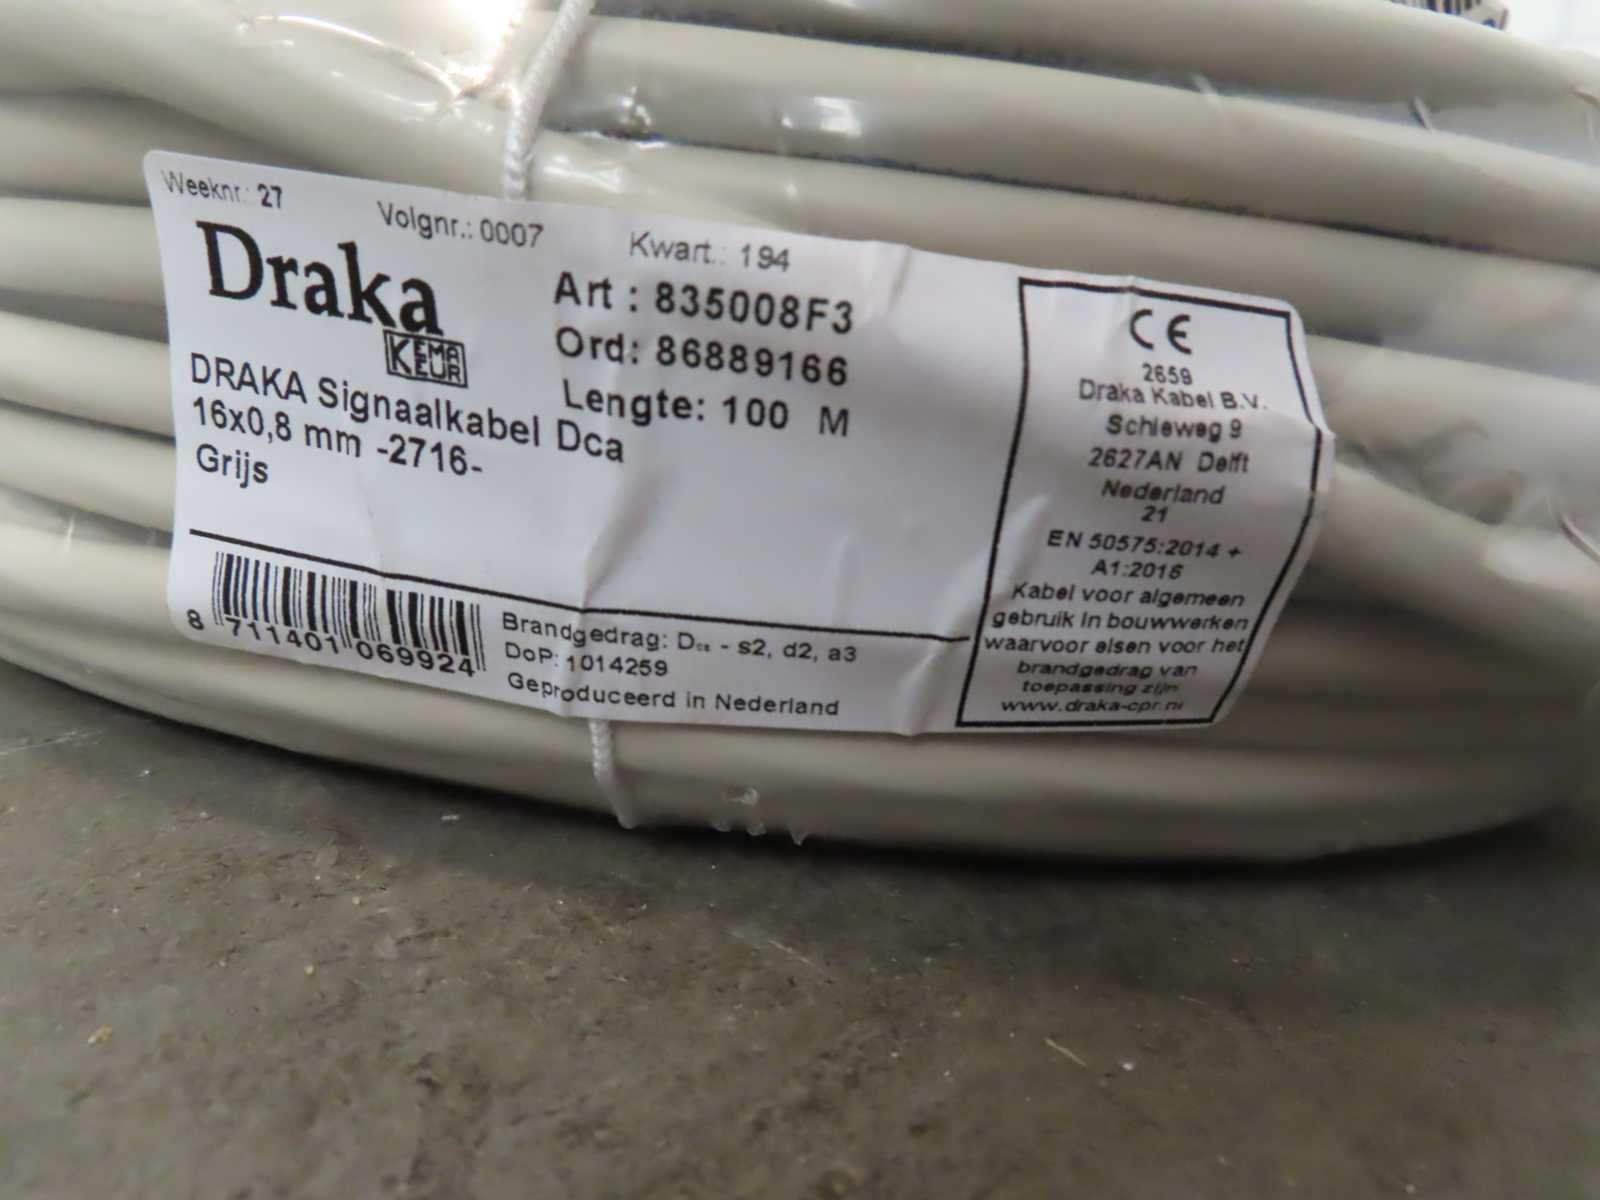 Weeknr.: 27
Volgnr.: 0007
Kwart.: 194
Draka
KEMA
KEUR
Art : 835008F3
Ord: 86889166
Lengte: 100 M
DRAKA Signaalkabel Dca
16x0,8 mm -2716-
Grijs
8 711401 069924
Brandgedrag: Dca - s2, d2, a3
DoP: 1014259
Geproduceerd in Nederland
CE
2659
Draka Kabel B.V.
Schieweg 9
2627AN Delft
Nederland
21
EN 50575:2014 +
A1:2016
Kabel voor algemeen
gebruik in bouwwerken
waarvoor eisen voor het
brandgedrag van
toepassing zijn
www.draka-cpr.nl